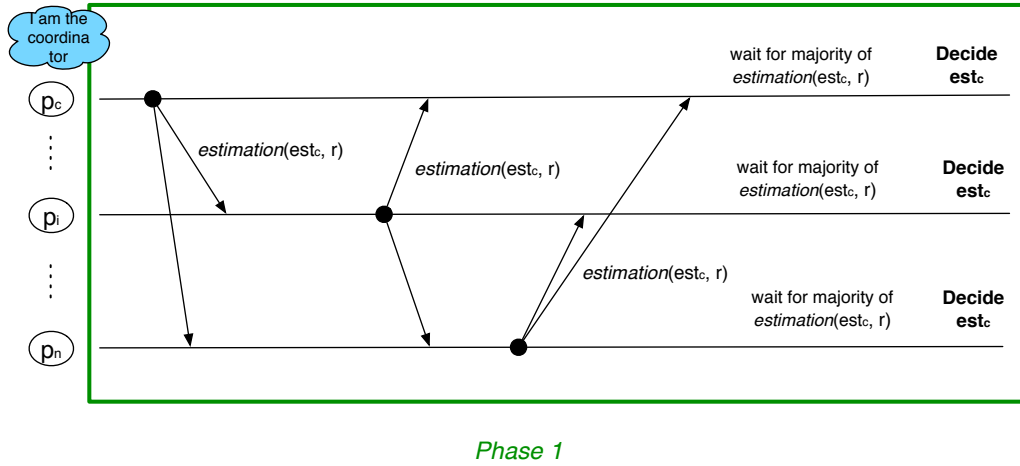 I am the
coordina
tor
wait for majority of
estimation(estc, r)
Decide
estc
pc
estimation(estc, r)
estimation(estc, r)
wait for majority of
estimation(estc, r)
Decide
estc
pi
estimation(estc, r)
wait for majority of
estimation(estc, r)
Decide
estc
pn
Phase 1